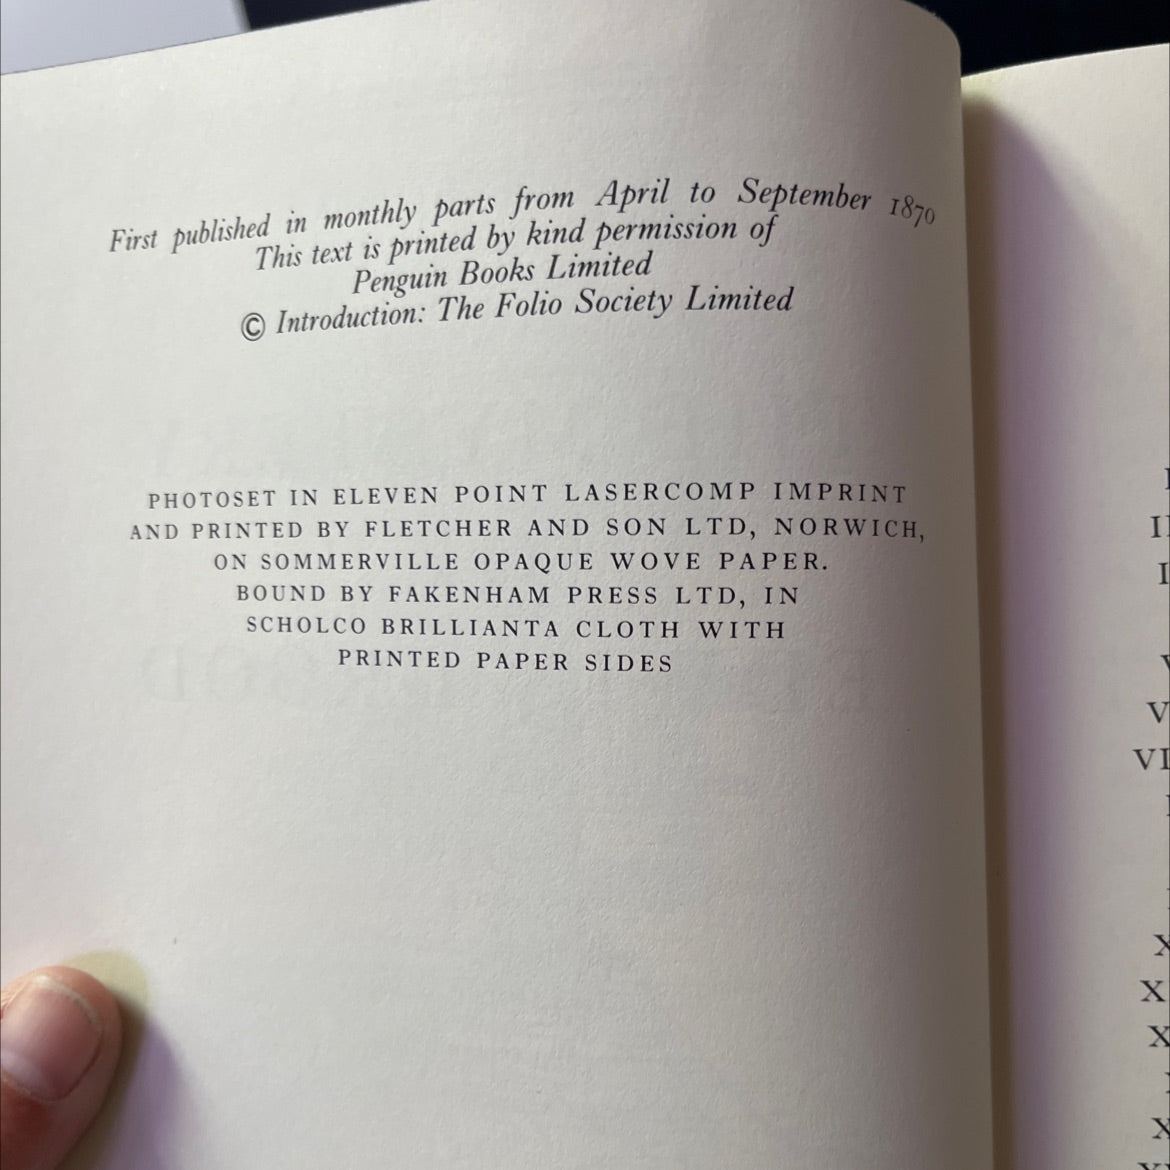 First published in monthly parts from April to September 1870
This text is printed by kind permission of
Penguin Books Limited
© Introduction: The Folio Society Limited
PHOTOSET IN ELEVEN POINT LASERCOMP IMPRINT
AND PRINTED BY FLETCHER AND SON LTD, NORWICH,
ON SOMMERVILLE OPAQUE WOVE PAPER.
BOUND BY FAKENHAM PRESS LTD, IN
SCHOLCO BRILLIANTA CLOTH WITH
PRINTED PAPER SIDES